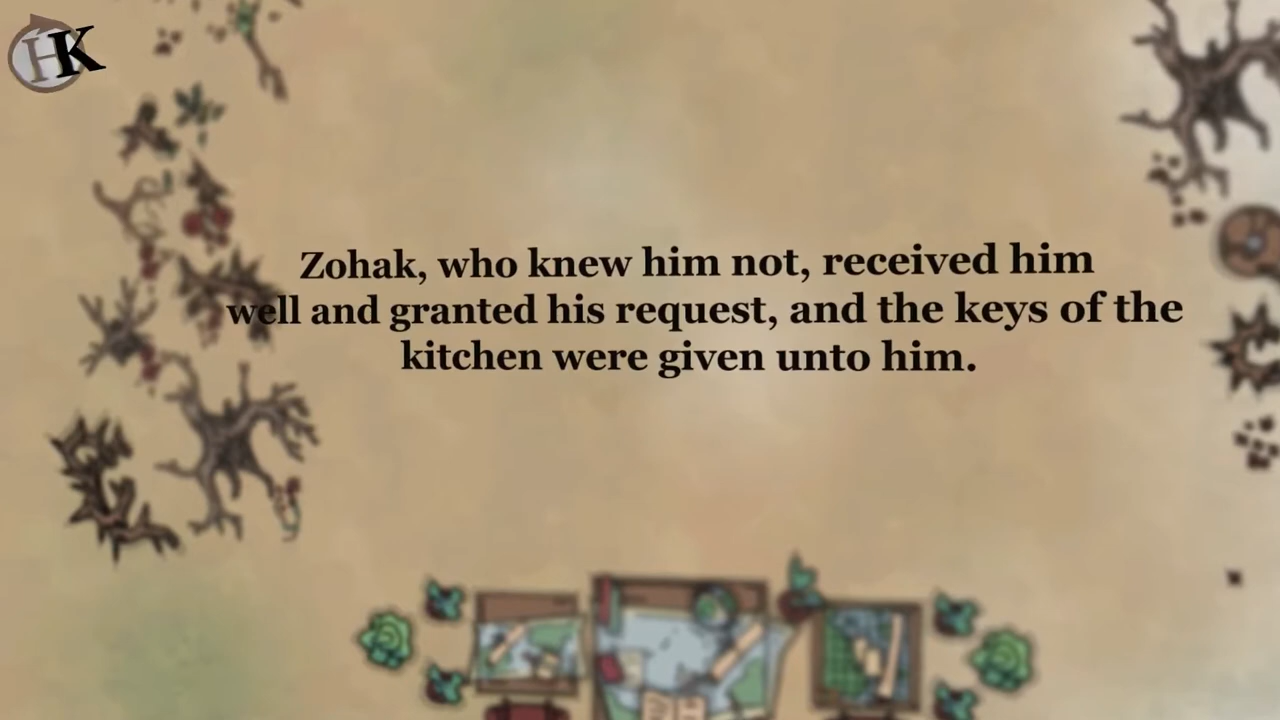 HK
Zohak, who knew him not, received him
well and granted his request, and the keys of the
kitchen were given unto him.